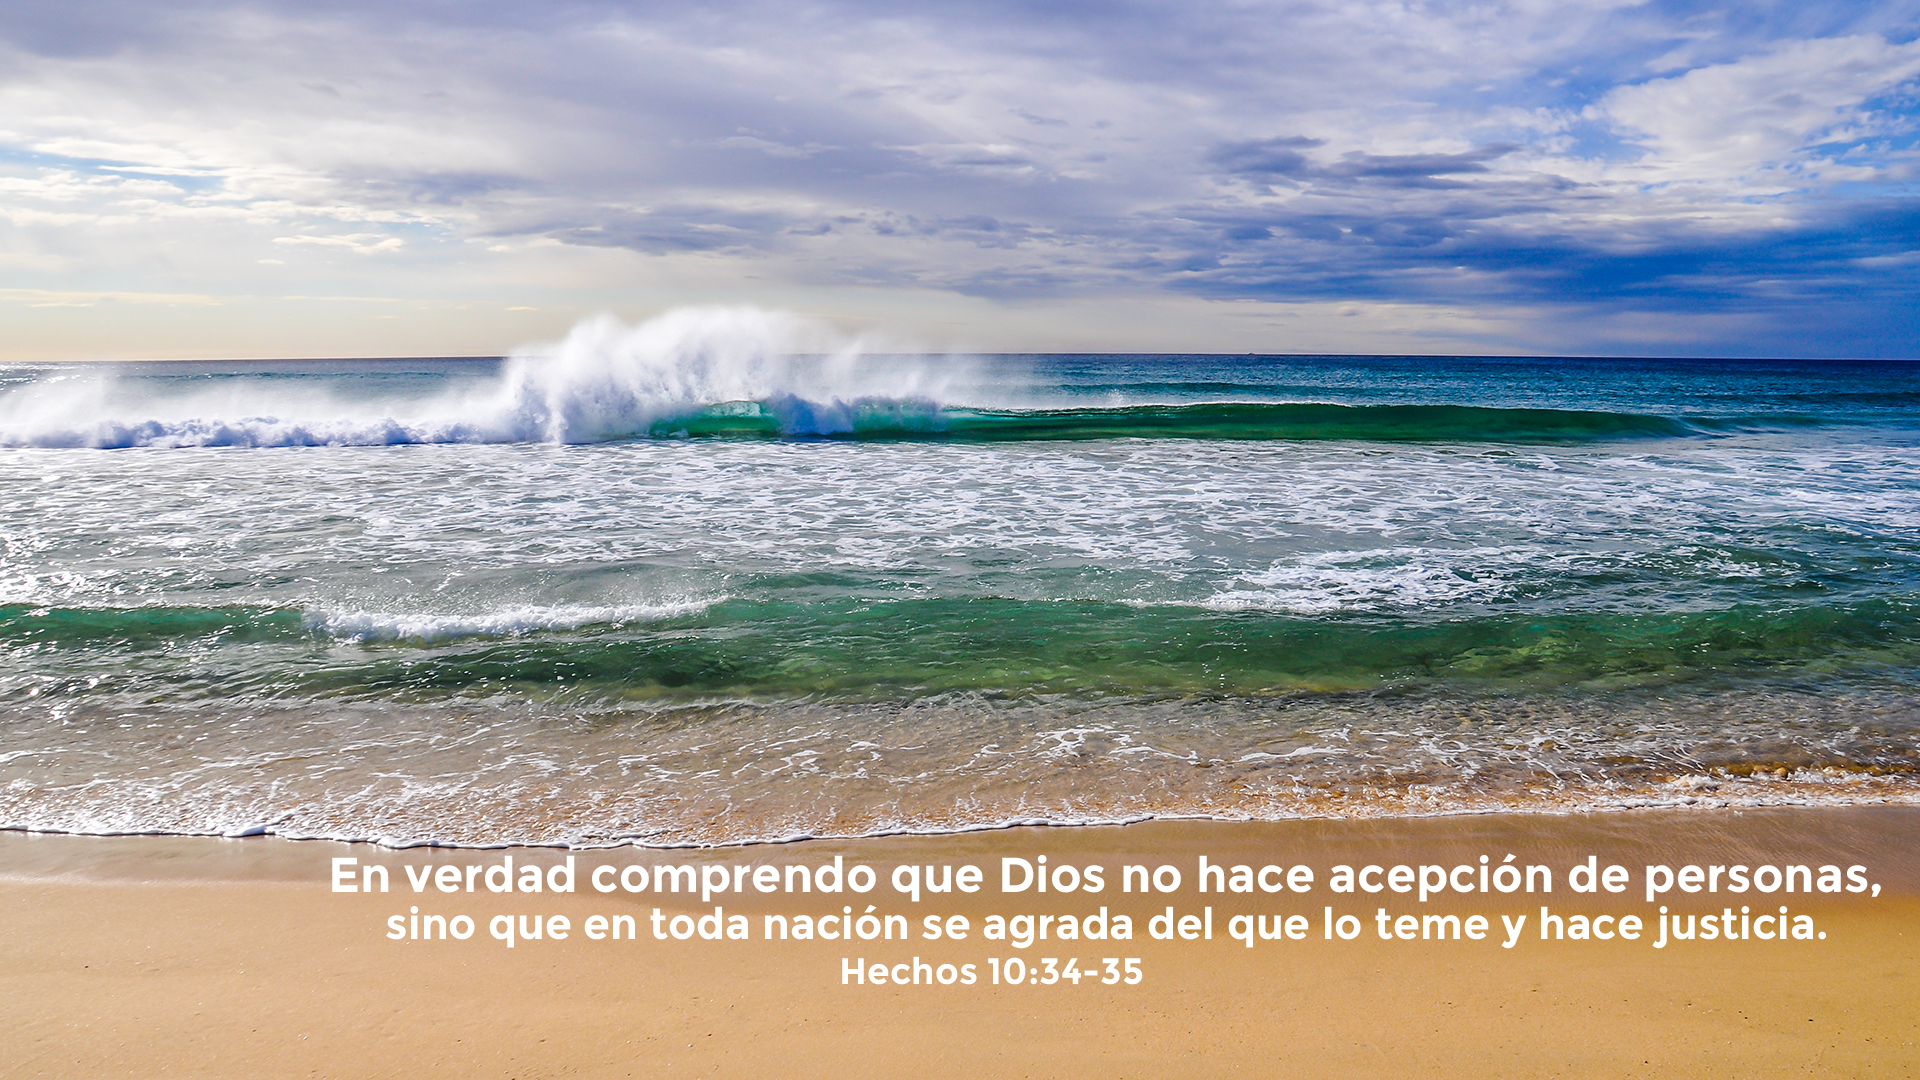 En verdad comprendo que Dios no hace acepción de personas,
sino que en toda nación se agrada del que lo teme y hace justicia.
Hechos 10:34-35